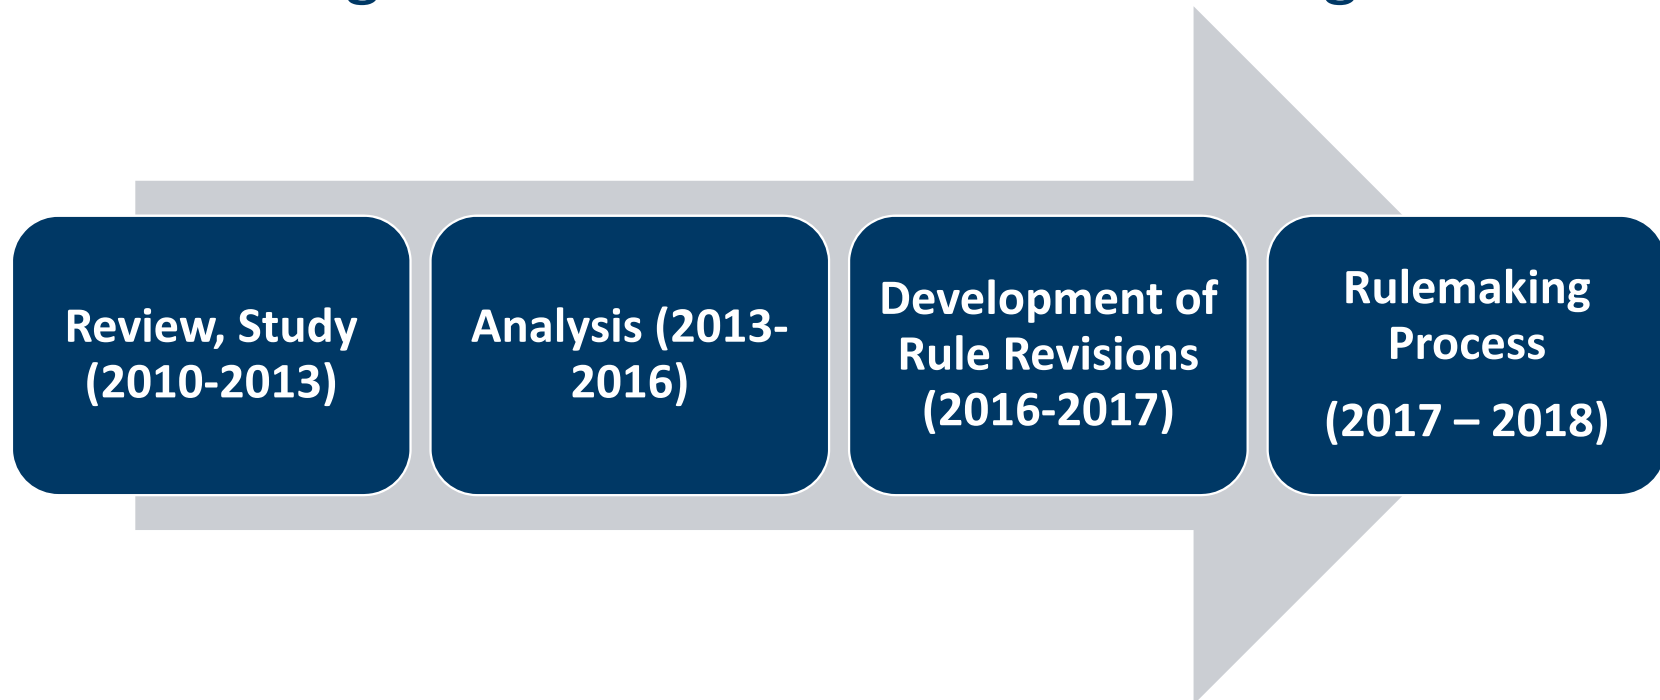 Review, Study
(2010-2013)
Analysis (2013-
2016)
Development of
Rule Revisions
(2016-2017)
Rulemaking
Process
(2017 – 2018)